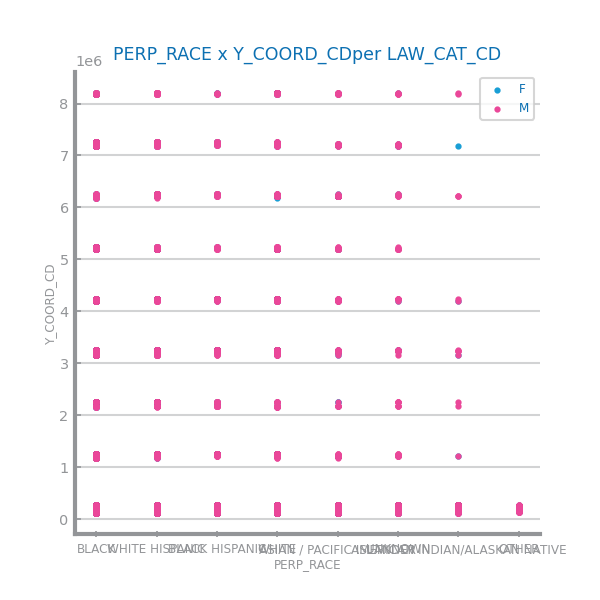 PERP_RACE x Y_COORD_CDper LAW_CAT_CD
1e6
F
M
8
7
6
5
4
3
2
1
0
Y_COORD_CD
BLACK WHITE HISPANIC BLACK HISPANIC WHITE ASIAN / PACIFIC ISLANDER UNKNOWN AMERICAN INDIAN/ALASKAN NATIVE OTHER
PERP_RACE